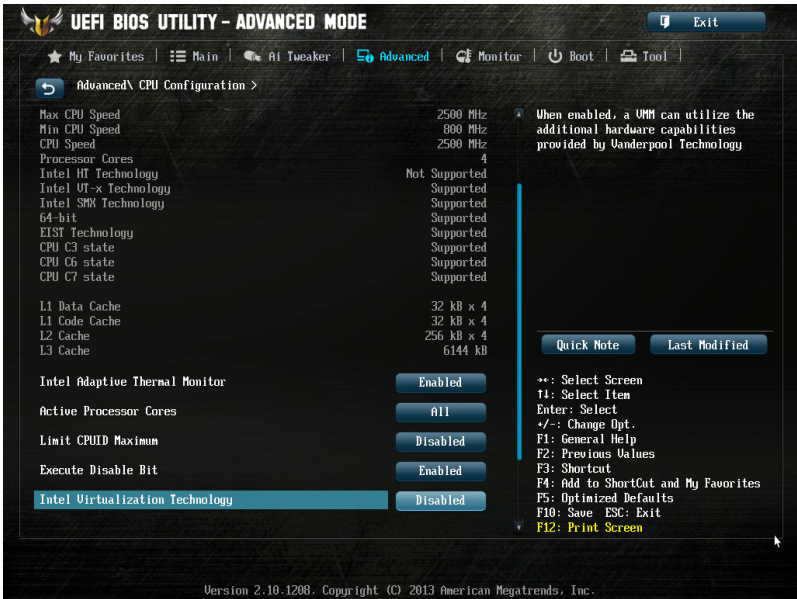 UEFI BIOS UTILITY – ADVANCED MODE
Exit
My Favorites Main Ai Tweaker Advanced Monitor Boot Tool
Advanced\ CPU Configuration >
Max CPU Speed 2500 MHz
Min CPU Speed 800 MHz
CPU Speed 2500 MHz
Processor Cores 4
Intel HT Technology Not Supported
Intel VT-x Technology Supported
Intel SMX Technology Supported
64-bit Supported
EIST Technology Supported
CPU C3 state Supported
CPU C6 state Supported
CPU C7 state Supported
L1 Data Cache 32 kB x 4
L1 Code Cache 32 kB x 4
L2 Cache 256 kB x 4
L3 Cache 6144 kB
Intel Adaptive Thermal Monitor Enabled
Active Processor Cores All
Limit CPUID Maximum Disabled
Execute Disable Bit Enabled
Intel Virtualization Technology Disabled
When enabled, a VMM can utilize the
additional hardware capabilities
provided by Vanderpool Technology
Quick Note Last Modified
→←: Select Screen
↑↓: Select Item
Enter: Select
+/-: Change Opt.
F1: General Help
F2: Previous Values
F3: Shortcut
F4: Add to ShortCut and My Favorites
F5: Optimized Defaults
F10: Save ESC: Exit
F12: Print Screen
Version 2.10.1208. Copyright (C) 2013 American Megatrends, Inc.